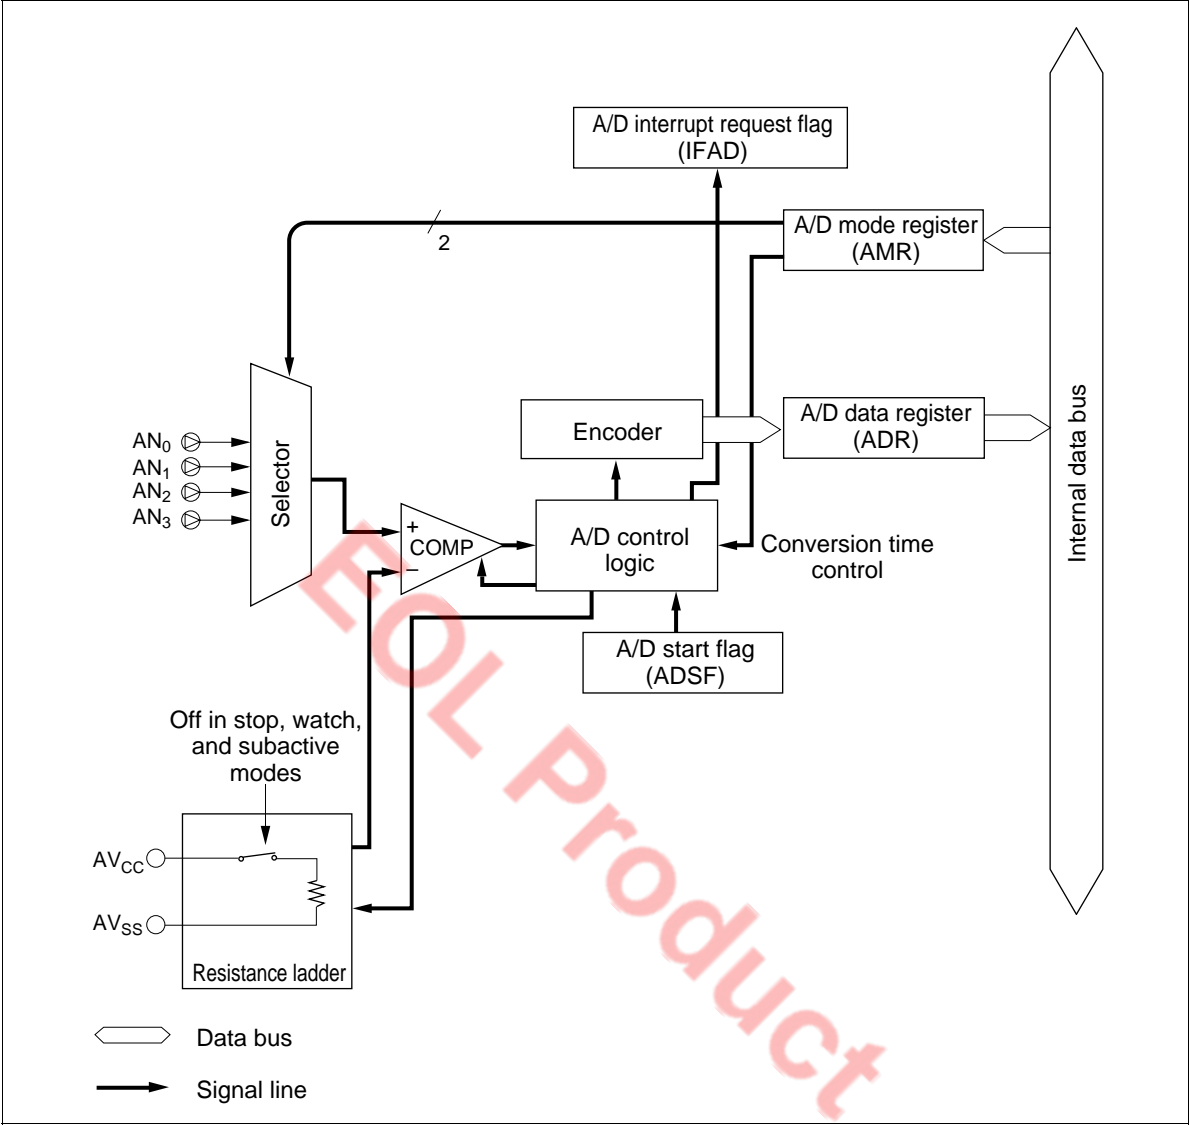 A/D interrupt request flag
(IFAD)
A/D mode register
(AMR)
2
Internal data bus
Encoder
A/D data register
(ADR)
AN0
AN1
AN2
AN3
Selector
+
COMP
−
A/D control
logic
Conversion time
control
A/D start flag
(ADSF)
Off in stop, watch,
and subactive
modes
AVCC
AVSS
Resistance ladder
Data bus
Signal line
EOL Product